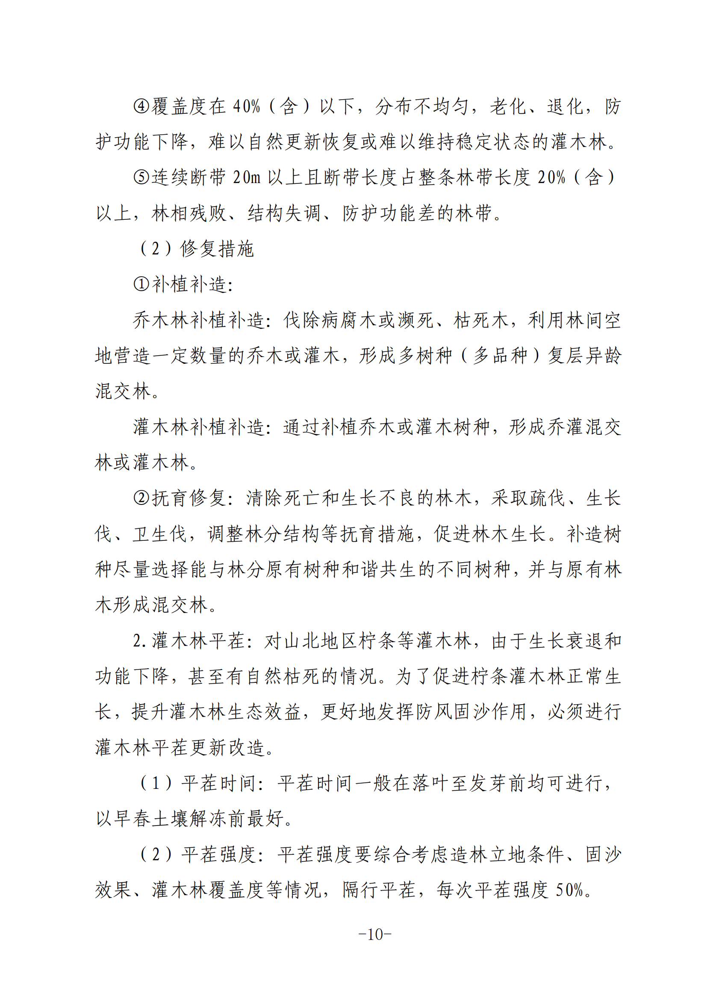 ④覆盖度在 40%（含）以下，分布不均匀，老化、退化，防
护功能下降，难以自然更新恢复或难以维持稳定状态的灌木林。
⑤连续断带 20m 以上且断带长度占整条林带长度 20%（含）
以上，林相残败、结构失调、防护功能差的林带。
（2）修复措施
①补植补造：
乔木林补植补造：伐除病腐木或濒死、枯死木，利用林间空
地营造一定数量的乔木或灌木，形成多树种（多品种）复层异龄
混交林。
灌木林补植补造：通过补植乔木或灌木树种，形成乔灌混交
林或灌木林。
②抚育修复：清除死亡和生长不良的林木，采取疏伐、生长
伐、卫生伐，调整林分结构等抚育措施，促进林木生长。补造树
种尽量选择能与林分原有树种和谐共生的不同树种，并与原有林
木形成混交林。
2.灌木林平茬：对山北地区柠条等灌木林，由于生长衰退和
功能下降，甚至有自然枯死的情况。为了促进柠条灌木林正常生
长，提升灌木林生态效益，更好地发挥防风固沙作用，必须进行
灌木林平茬更新改造。
（1）平茬时间：平茬时间一般在落叶至发芽前均可进行，
以早春土壤解冻前最好。
（2）平茬强度：平茬强度要综合考虑造林立地条件、固沙
效果、灌木林覆盖度等情况，隔行平茬，每次平茬强度 50%。
-10-